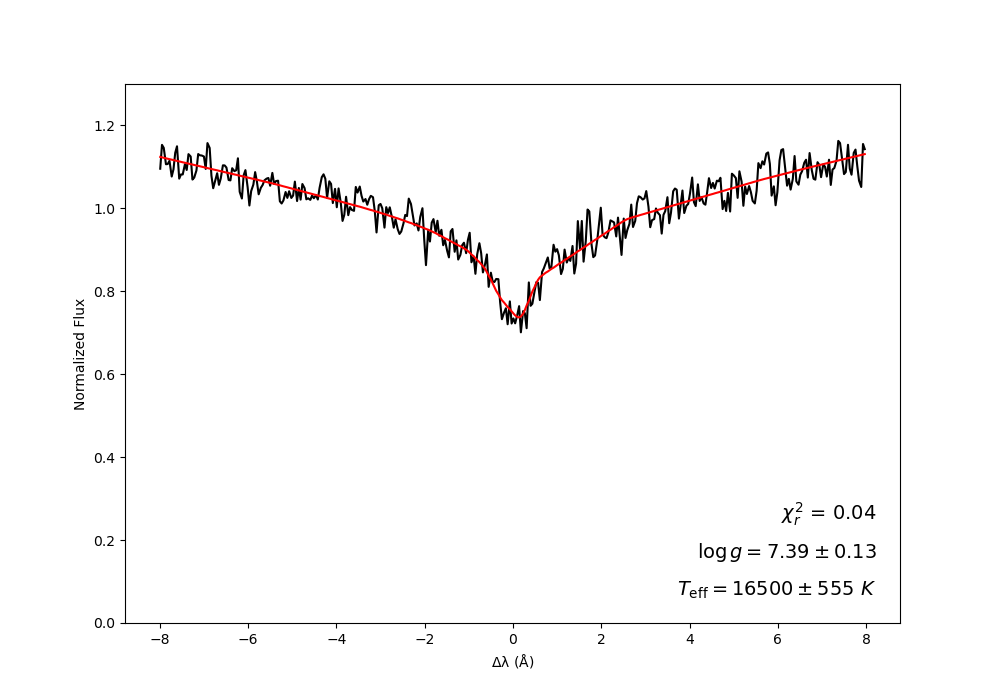 1.2
1.0
0.8
0.6
0.4
0.2
0.0
Normalized Flux
χ²ᵣ = 0.04
log g = 7.39 ± 0.13
T_eff = 16500 ± 555 K
−8 −6 −4 −2 0 2 4 6 8
Δλ (Å)